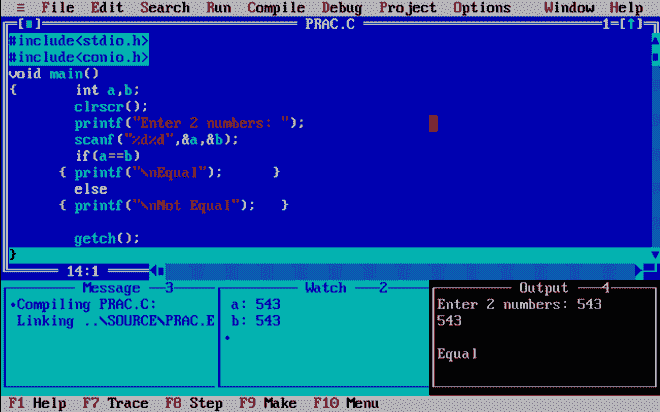 ≡ File Edit Search Run Compile Debug Project Options Window Help
[■] PRAC.C 1=[↑]
#include<stdio.h>
#include<conio.h>
void main()
{ int a,b;
clrscr();
printf("Enter 2 numbers: ");
scanf("%d%d",&a,&b);
if(a==b)
{ printf("\nEqual"); }
else
{ printf("\nNot Equal"); }
getch();
}
14:1
Message 3
•Compiling PRAC.C:
Linking ..\SOURCE\PRAC.E
Watch 2
a: 543
b: 543
Output 4
Enter 2 numbers: 543
543
Equal
F1 Help F7 Trace F8 Step F9 Make F10 Menu